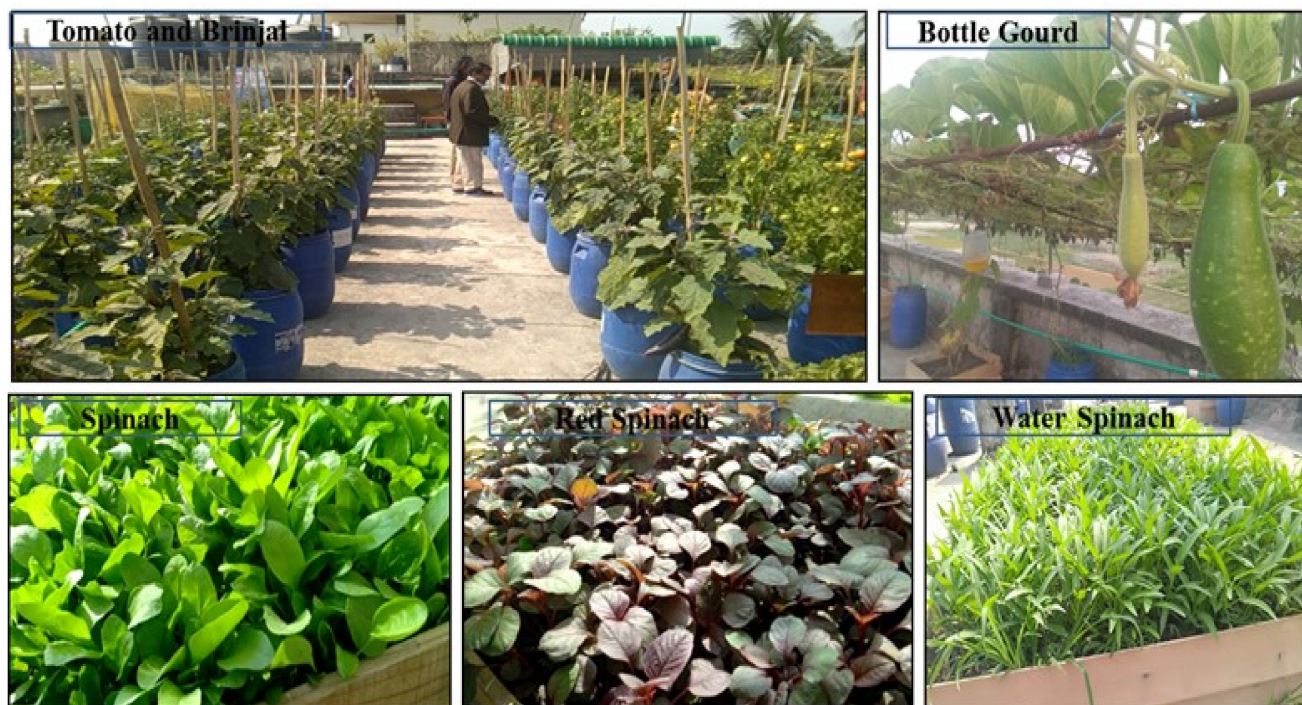 Tomato and Brinjal
Bottle Gourd
Spinach
Red Spinach
Water Spinach